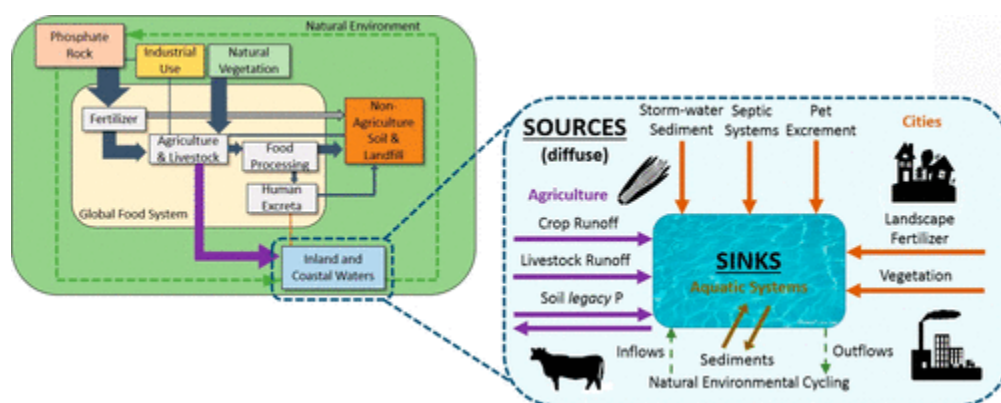 Natural Environment
Phosphate
Rock
Industrial
Use
Natural
Vegetation
Fertilizer
Agriculture
& Livestock
Food
Processing
Human
Excreta
Non-
Agriculture
Soil &
Landfill
Global Food System
Inland and
Coastal Waters
SOURCES
(diffuse)
Storm-water
Sediment
Septic
Systems
Pet
Excrement
Cities
Agriculture
Crop Runoff
Livestock Runoff
Soil legacy P
SINKS
Aquatic Systems
Landscape
Fertilizer
Vegetation
Inflows
Sediments
Outflows
Natural Environmental Cycling